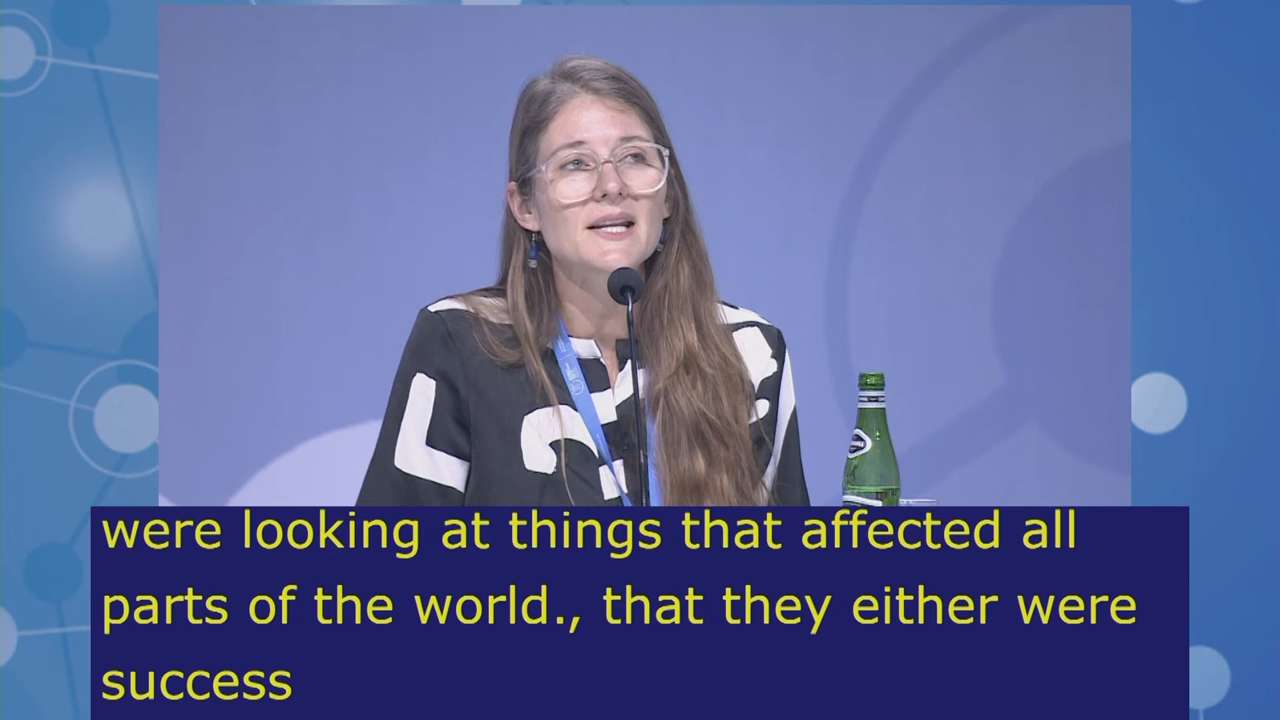 were looking at things that affected all
parts of the world., that they either were
success